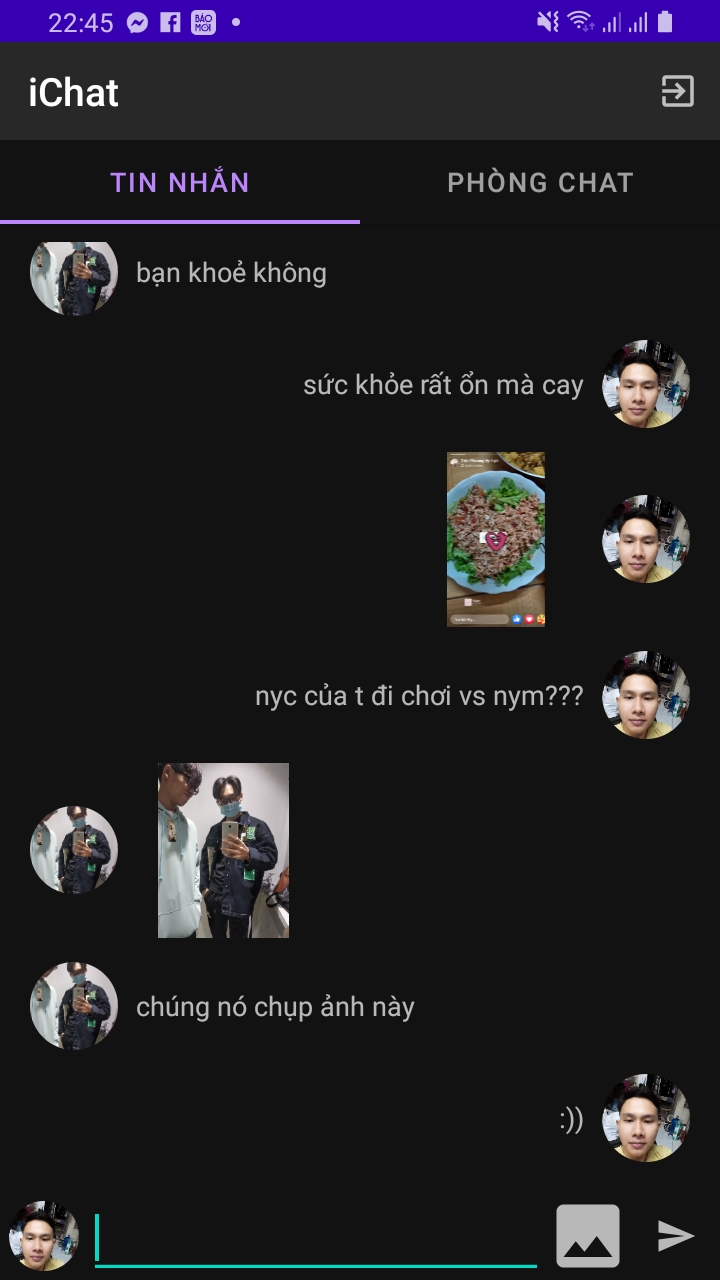 22:45
BÁO
MỚI
iChat
TIN NHẮN
PHÒNG CHAT
bạn khoẻ không
sức khỏe rất ổn mà cay
nyc của t đi chơi vs nym???
chúng nó chụp ảnh này
:))